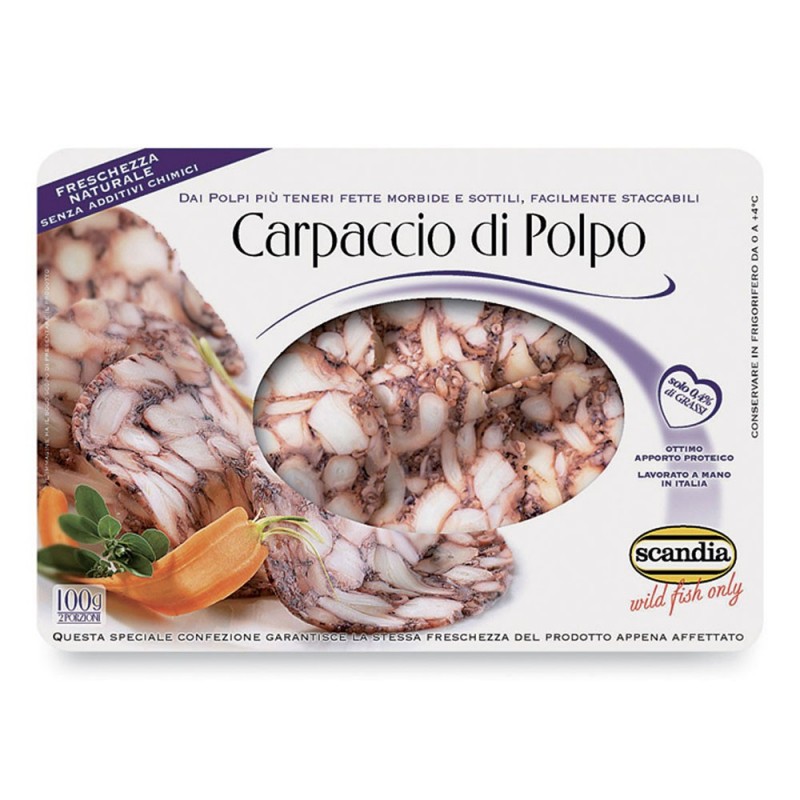 FRESCHEZZA
NATURALE
SENZA ADDITIVI CHIMICI
DAI POLPI PIÙ TENERI FETTE MORBIDE E SOTTILI, FACILMENTE STACCABILI
Carpaccio di Polpo
CONSERVARE IN FRIGORIFERO DA 0 A +4°C
solo 0,4%
di GRASSI
OTTIMO
APPORTO PROTEICO
LAVORATO A MANO
IN ITALIA
scandia
wild fish only
100g
2 PORZIONI
QUESTA SPECIALE CONFEZIONE GARANTISCE LA STESSA FRESCHEZZA DEL PRODOTTO APPENA AFFETTATO